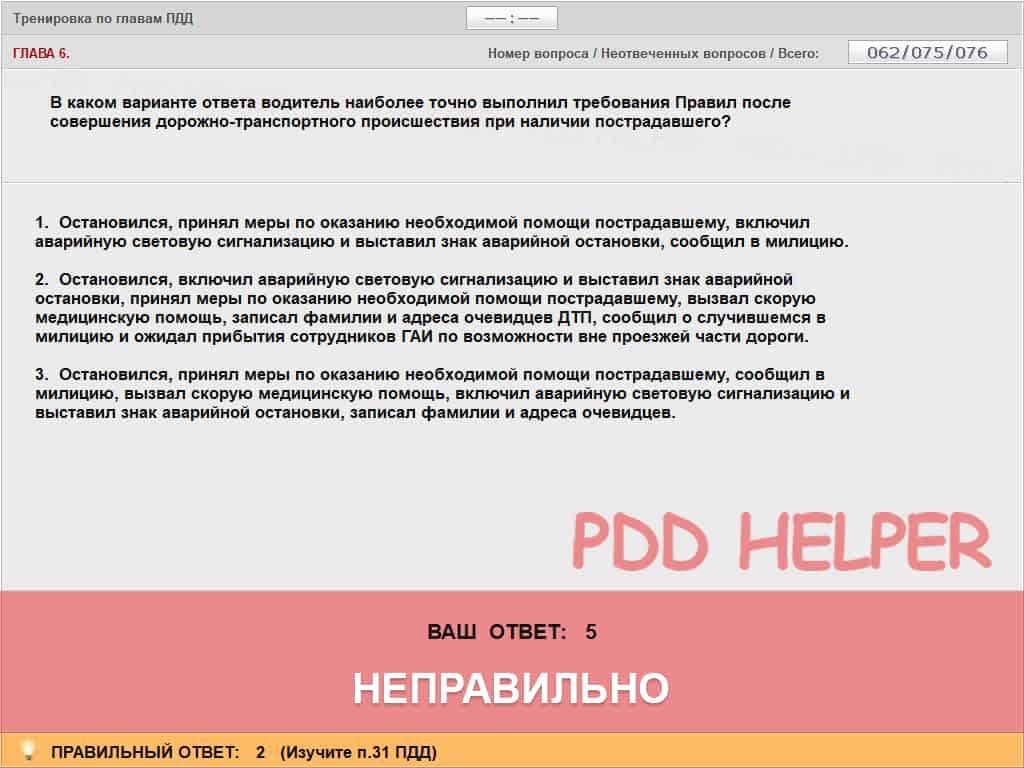 Тренировка по главам ПДД
–– : ––
ГЛАВА 6.
Номер вопроса / Неотвеченных вопросов / Всего:
062/075/076
В каком варианте ответа водитель наиболее точно выполнил требования Правил после
совершения дорожно-транспортного происшествия при наличии пострадавшего?
1. Остановился, принял меры по оказанию необходимой помощи пострадавшему, включил
аварийную световую сигнализацию и выставил знак аварийной остановки, сообщил в милицию.
2. Остановился, включил аварийную световую сигнализацию и выставил знак аварийной
остановки, принял меры по оказанию необходимой помощи пострадавшему, вызвал скорую
медицинскую помощь, записал фамилии и адреса очевидцев ДТП, сообщил о случившемся в
милицию и ожидал прибытия сотрудников ГАИ по возможности вне проезжей части дороги.
3. Остановился, принял меры по оказанию необходимой помощи пострадавшему, сообщил в
милицию, вызвал скорую медицинскую помощь, включил аварийную световую сигнализацию и
выставил знак аварийной остановки, записал фамилии и адреса очевидцев.
PDD HELPER
ВАШ ОТВЕТ: 5
НЕПРАВИЛЬНО
ПРАВИЛЬНЫЙ ОТВЕТ: 2 (Изучите п.31 ПДД)